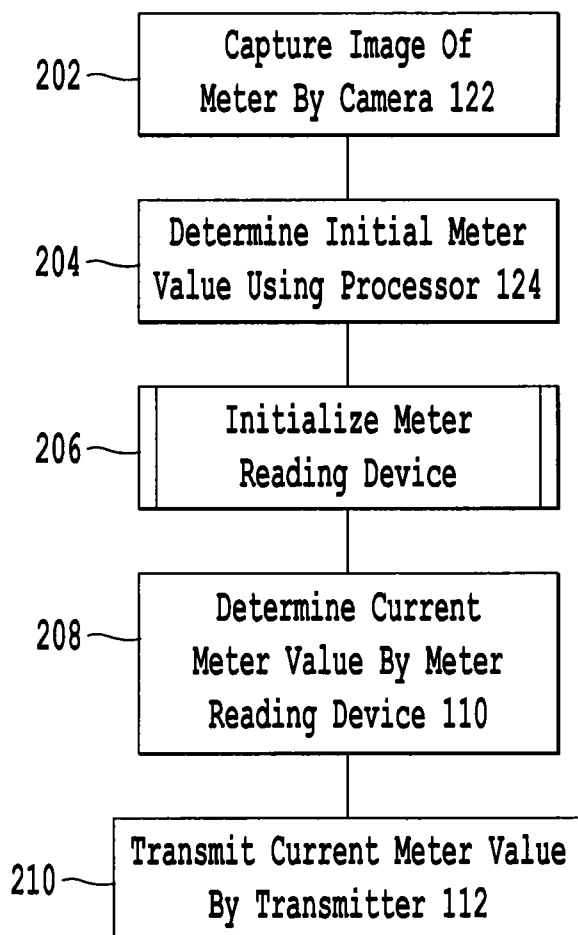 202
Capture Image Of
Meter By Camera 122
204
Determine Initial Meter
Value Using Processor 124
206
Initialize Meter
Reading Device
208
Determine Current
Meter Value By Meter
Reading Device 110
210
Transmit Current Meter Value
By Transmitter 112